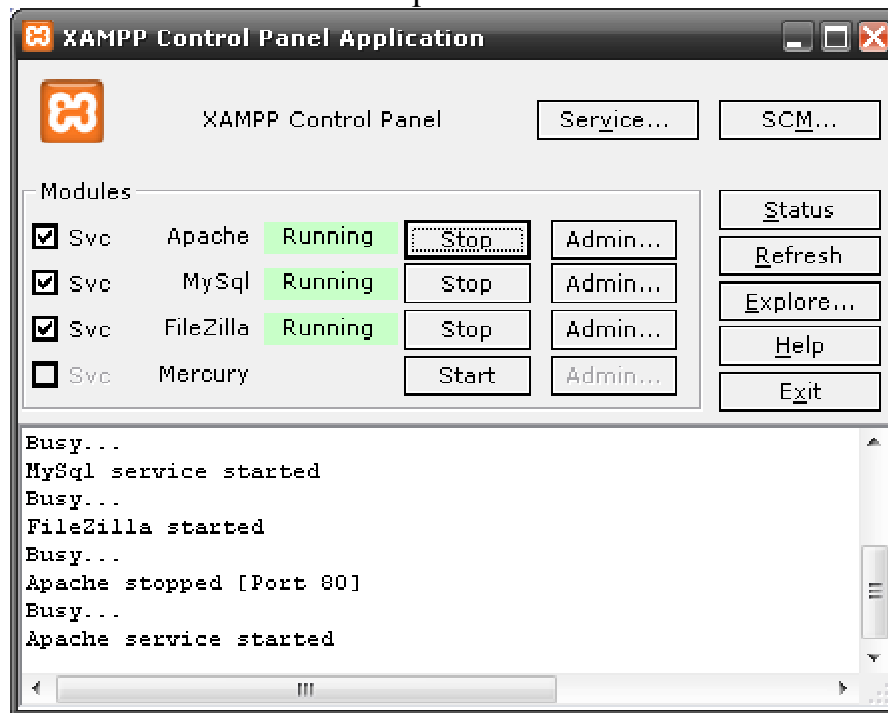 XAMPP Control Panel Application
XAMPP Control Panel Service... SCM...
Modules
Svc Apache Running Stop Admin...
Svc MySql Running Stop Admin...
Svc FileZilla Running Stop Admin...
Svc Mercury Start Admin...
Status
Refresh
Explore...
Help
Exit
Busy...
MySql service started
Busy...
FileZilla started
Busy...
Apache stopped [Port 80]
Busy...
Apache service started